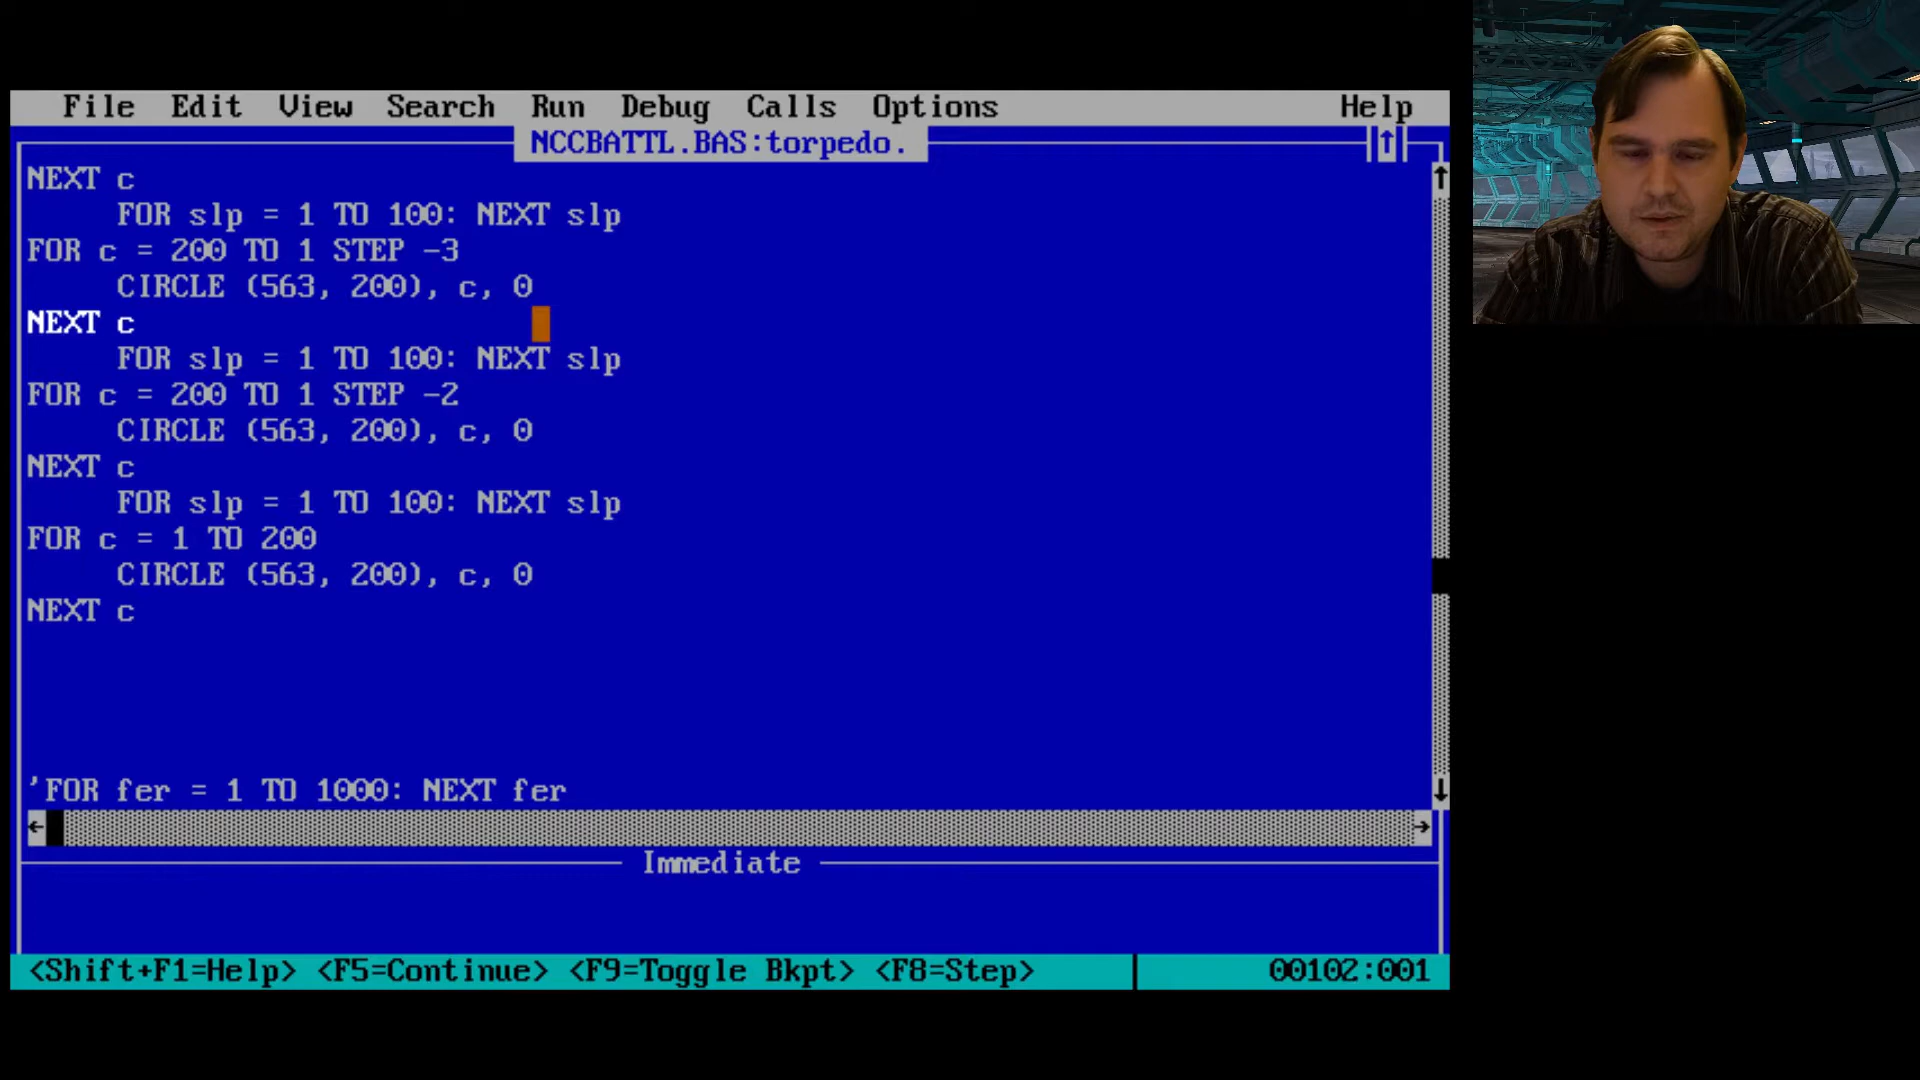 File Edit View Search Run Debug Calls Options Help
NCCBATTL.BAS:torpedo.
NEXT c
FOR slp = 1 TO 100: NEXT slp
FOR c = 200 TO 1 STEP -3
CIRCLE (563, 200), c, 0
NEXT c
FOR slp = 1 TO 100: NEXT slp
FOR c = 200 TO 1 STEP -2
CIRCLE (563, 200), c, 0
NEXT c
FOR slp = 1 TO 100: NEXT slp
FOR c = 1 TO 200
CIRCLE (563, 200), c, 0
NEXT c
'FOR fer = 1 TO 1000: NEXT fer
Immediate
<Shift+F1=Help> <F5=Continue> <F9=Toggle Bkpt> <F8=Step> 00102:001